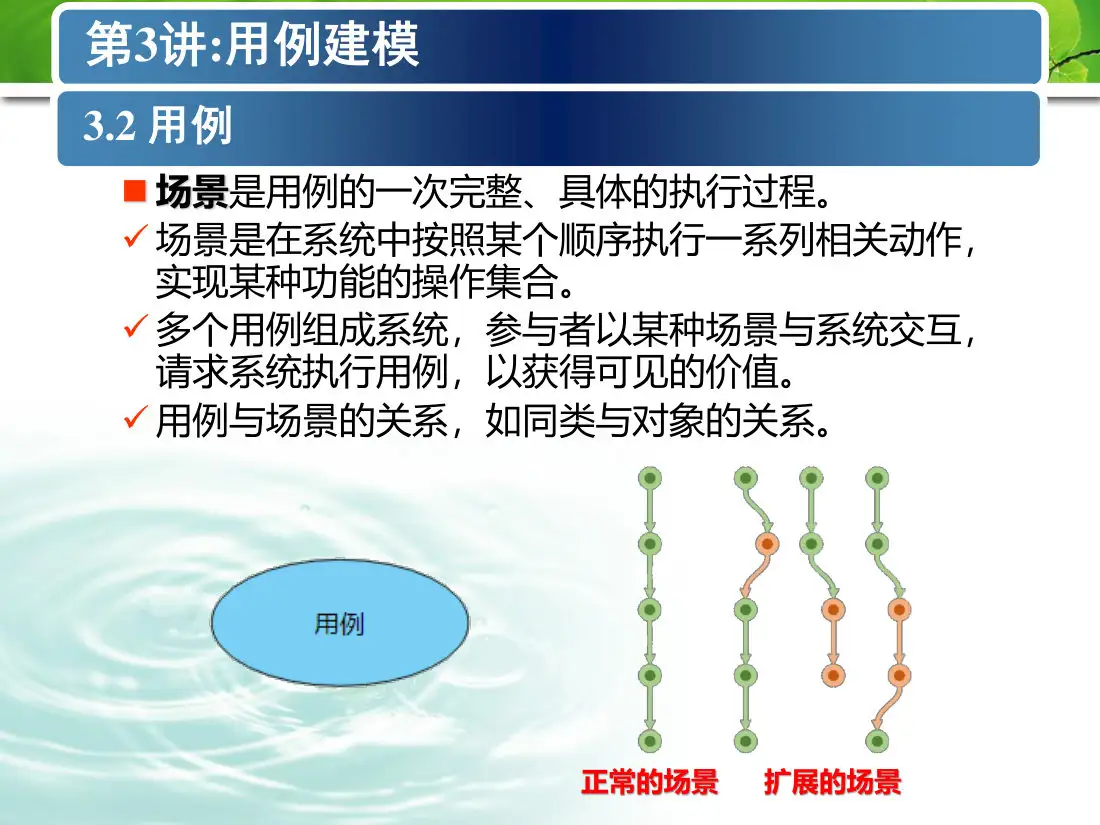 第3讲:用例建模
3.2 用例
场景是用例的一次完整、具体的执行过程。
场景是在系统中按照某个顺序执行一系列相关动作，
实现某种功能的操作集合。
多个用例组成系统，参与者以某种场景与系统交互，
请求系统执行用例，以获得可见的价值。
用例与场景的关系，如同类与对象的关系。
用例
正常的场景
扩展的场景